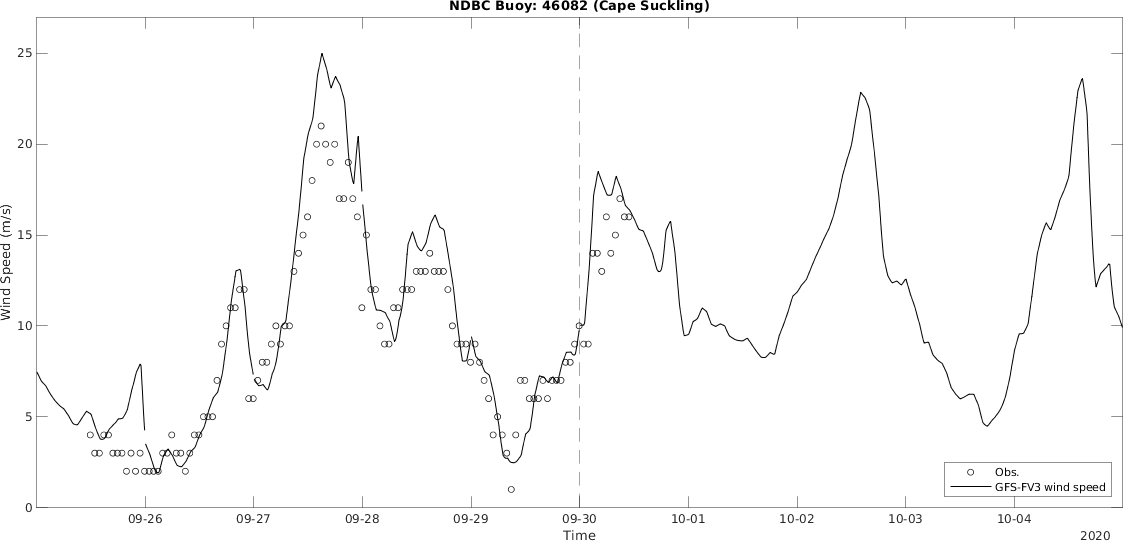 NDBC Buoy: 46082 (Cape Suckling)
25
20
15
10
5
0
Wind Speed (m/s)
09-26 09-27 09-28 09-29 09-30 10-01 10-02 10-03 10-04
Time
2020
Obs.
GFS-FV3 wind speed